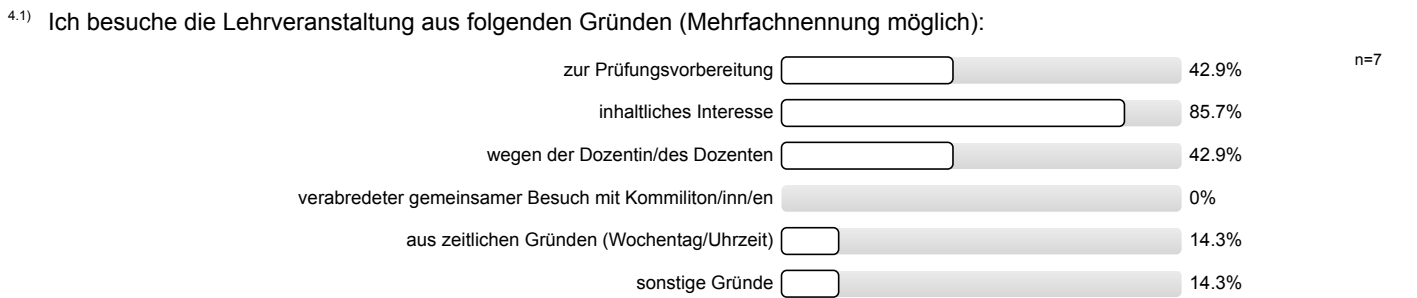 4.1) Ich besuche die Lehrveranstaltung aus folgenden Gründen (Mehrfachnennung möglich):
zur Prüfungsvorbereitung 42.9% n=7
inhaltliches Interesse 85.7%
wegen der Dozentin/des Dozenten 42.9%
verabredeter gemeinsamer Besuch mit Kommiliton/inn/en 0%
aus zeitlichen Gründen (Wochentag/Uhrzeit) 14.3%
sonstige Gründe 14.3%